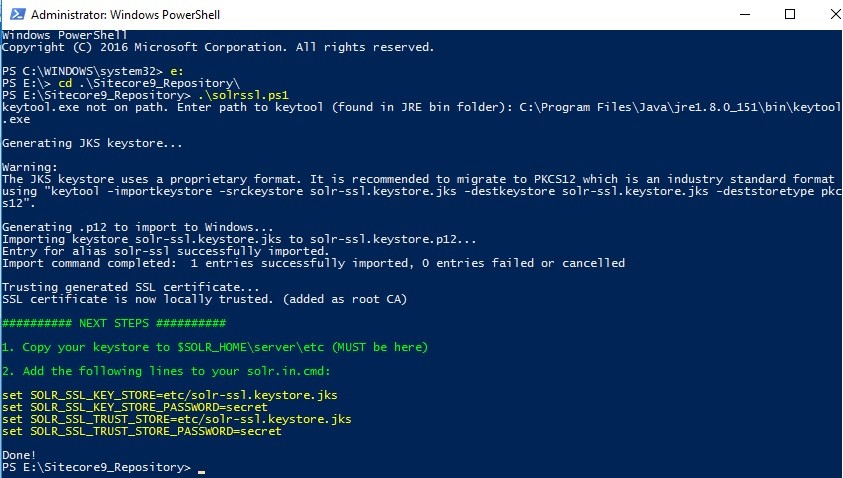 Administrator: Windows PowerShell
Windows PowerShell
Copyright (C) 2016 Microsoft Corporation. All rights reserved.
PS C:\WINDOWS\system32> e:
PS E:\> cd .\Sitecore9_Repository\
PS E:\Sitecore9_Repository> .\solrssl.ps1
keytool.exe not on path. Enter path to keytool (found in JRE bin folder): C:\Program Files\Java\jre1.8.0_151\bin\keytool
.exe
Generating JKS keystore...
Warning:
The JKS keystore uses a proprietary format. It is recommended to migrate to PKCS12 which is an industry standard format
using "keytool -importkeystore -srckeystore solr-ssl.keystore.jks -destkeystore solr-ssl.keystore.jks -deststoretype pkc
s12".
Generating .p12 to import to Windows...
Importing keystore solr-ssl.keystore.jks to solr-ssl.keystore.p12...
Entry for alias solr-ssl successfully imported.
Import command completed:  1 entries successfully imported, 0 entries failed or cancelled
Trusting generated SSL certificate...
SSL certificate is now locally trusted. (added as root CA)
########## NEXT STEPS ##########
1. Copy your keystore to $SOLR_HOME\server\etc (MUST be here)
2. Add the following lines to your solr.in.cmd:
set SOLR_SSL_KEY_STORE=etc/solr-ssl.keystore.jks
set SOLR_SSL_KEY_STORE_PASSWORD=secret
set SOLR_SSL_TRUST_STORE=etc/solr-ssl.keystore.jks
set SOLR_SSL_TRUST_STORE_PASSWORD=secret
Done!
PS E:\Sitecore9_Repository> _